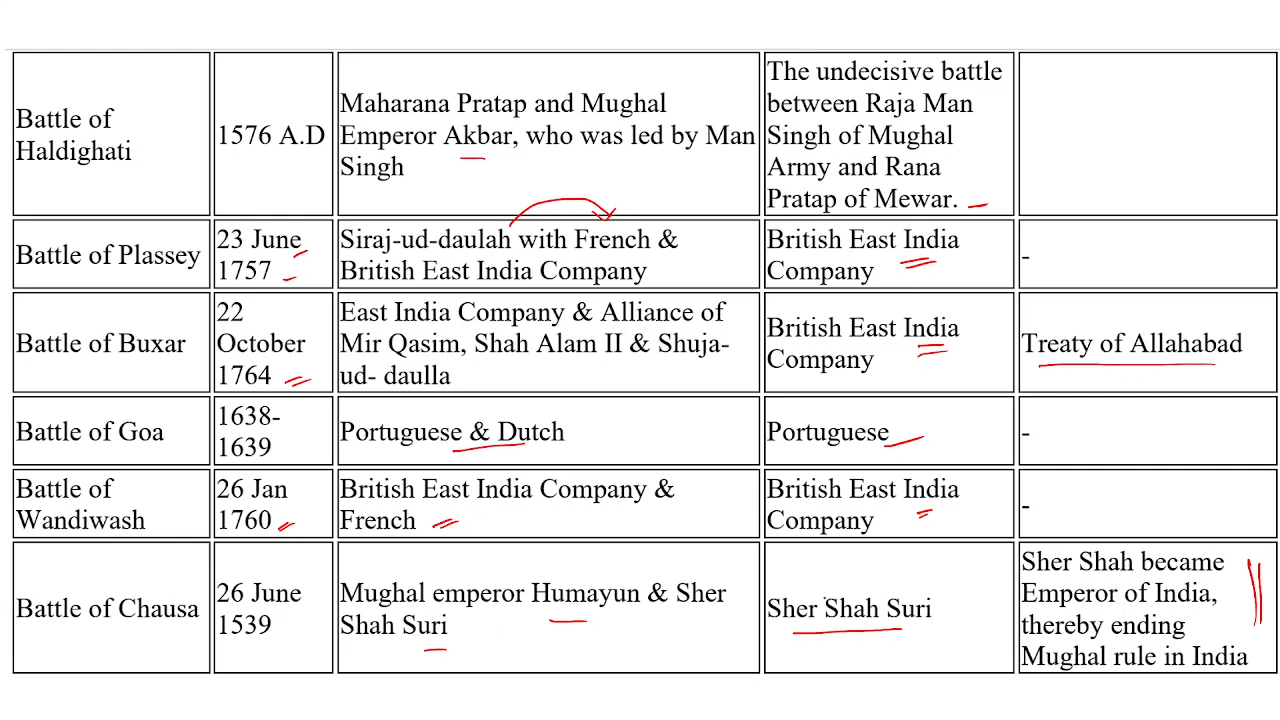 Battle of
Haldighati
1576 A.D
Maharana Pratap and Mughal
Emperor Akbar, who was led by Man
Singh
The undecisive battle
between Raja Man
Singh of Mughal
Army and Rana
Pratap of Mewar.
Battle of Plassey
23 June
1757
Siraj-ud-daulah with French &
British East India Company
British East India
Company
-
Battle of Buxar
22
October
1764
East India Company & Alliance of
Mir Qasim, Shah Alam II & Shuja-
ud- daulla
British East India
Company
Treaty of Allahabad
Battle of Goa
1638-
1639
Portuguese & Dutch
Portuguese
-
Battle of
Wandiwash
26 Jan
1760
British East India Company &
French
British East India
Company
-
Battle of Chausa
26 June
1539
Mughal emperor Humayun & Sher
Shah Suri
Sher Shah Suri
Sher Shah became
Emperor of India,
thereby ending
Mughal rule in India